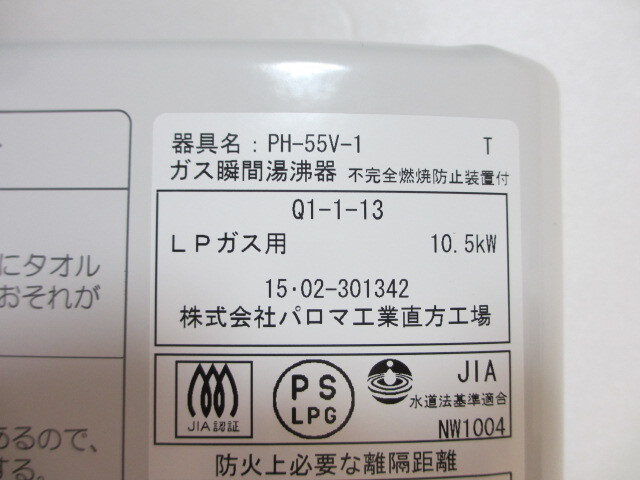 器具名：PH-55V-1 T
ガス瞬間湯沸器 不完全燃焼防止装置付
Q1-1-13
LPガス用 10.5kW
15・02-301342
株式会社パロマ工業直方工場
JIA認証
PS
LPG
JIA
水道法基準適合
NW1004
防火上必要な離隔距離
にタオル
おそれが
あるので、
する。